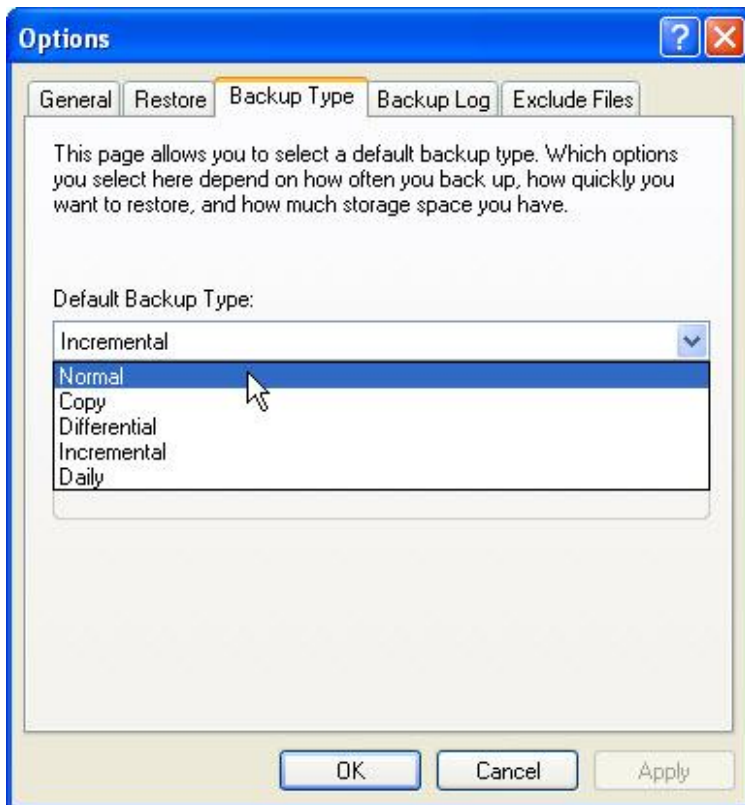 Options
General Restore Backup Type Backup Log Exclude Files
This page allows you to select a default backup type. Which options
you select here depend on how often you back up, how quickly you
want to restore, and how much storage space you have.
Default Backup Type:
Incremental
Normal
Copy
Differential
Incremental
Daily
OK Cancel Apply